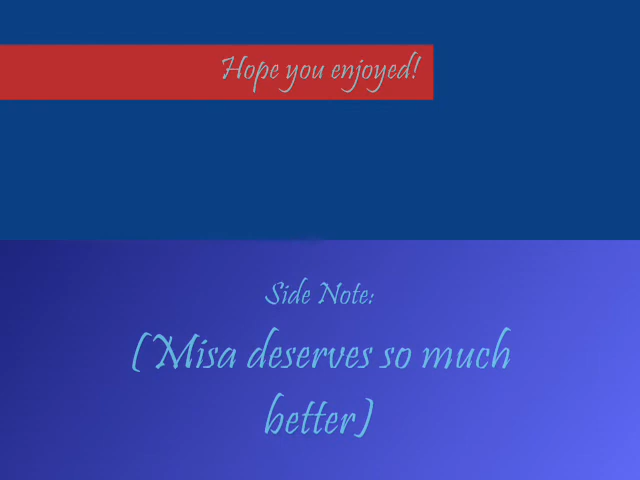 Hope you enjoyed!
Side Note:
(Misa deserves so much
better)